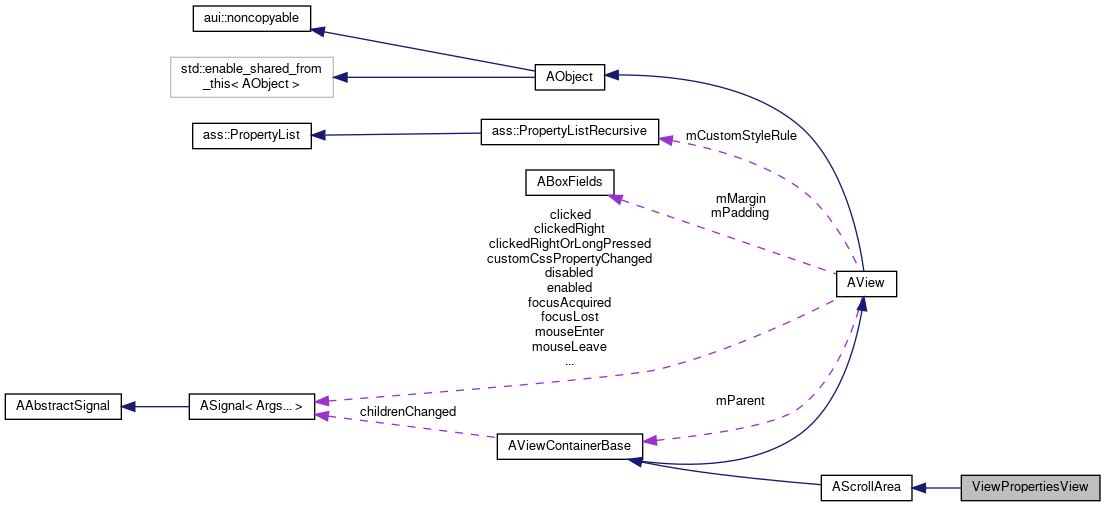 aui::noncopyable
std::enable_shared_from
_this< AObject >
AObject
ass::PropertyList
ass::PropertyListRecursive
mCustomStyleRule
ABoxFields
mMargin
mPadding
clicked
clickedRight
clickedRightOrLongPressed
customCssPropertyChanged
disabled
enabled
focusAcquired
focusLost
mouseEnter
mouseLeave
...
AView
AAbstractSignal
ASignal< Args... >
childrenChanged
mParent
AViewContainerBase
AScrollArea
ViewPropertiesView